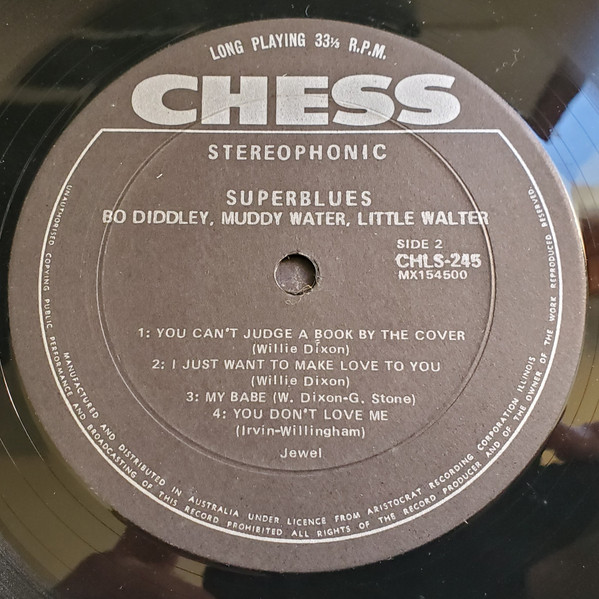 LONG PLAYING 33⅓ R.P.M.
CHESS
STEREOPHONIC
SUPERBLUES
BO DIDDLEY, MUDDY WATER, LITTLE WALTER
SIDE 2
CHLS-245
MX154500
1: YOU CAN'T JUDGE A BOOK BY THE COVER
(Willie Dixon)
2: I JUST WANT TO MAKE LOVE TO YOU
(Willie Dixon)
3: MY BABE (W. Dixon-G. Stone)
4: YOU DON'T LOVE ME
(Irvin-Willingham)
Jewel
MANUFACTURED AND DISTRIBUTED IN AUSTRALIA UNDER LICENCE FROM ARISTOCRAT RECORDING CORPORATION ILLINOIS
UNAUTHORISED COPYING PUBLIC PERFORMANCE AND BROADCASTING OF THIS RECORD PROHIBITED ALL RIGHTS OF THE RECORD PRODUCER AND OF THE OWNER OF THE WORK REPRODUCED RESERVED